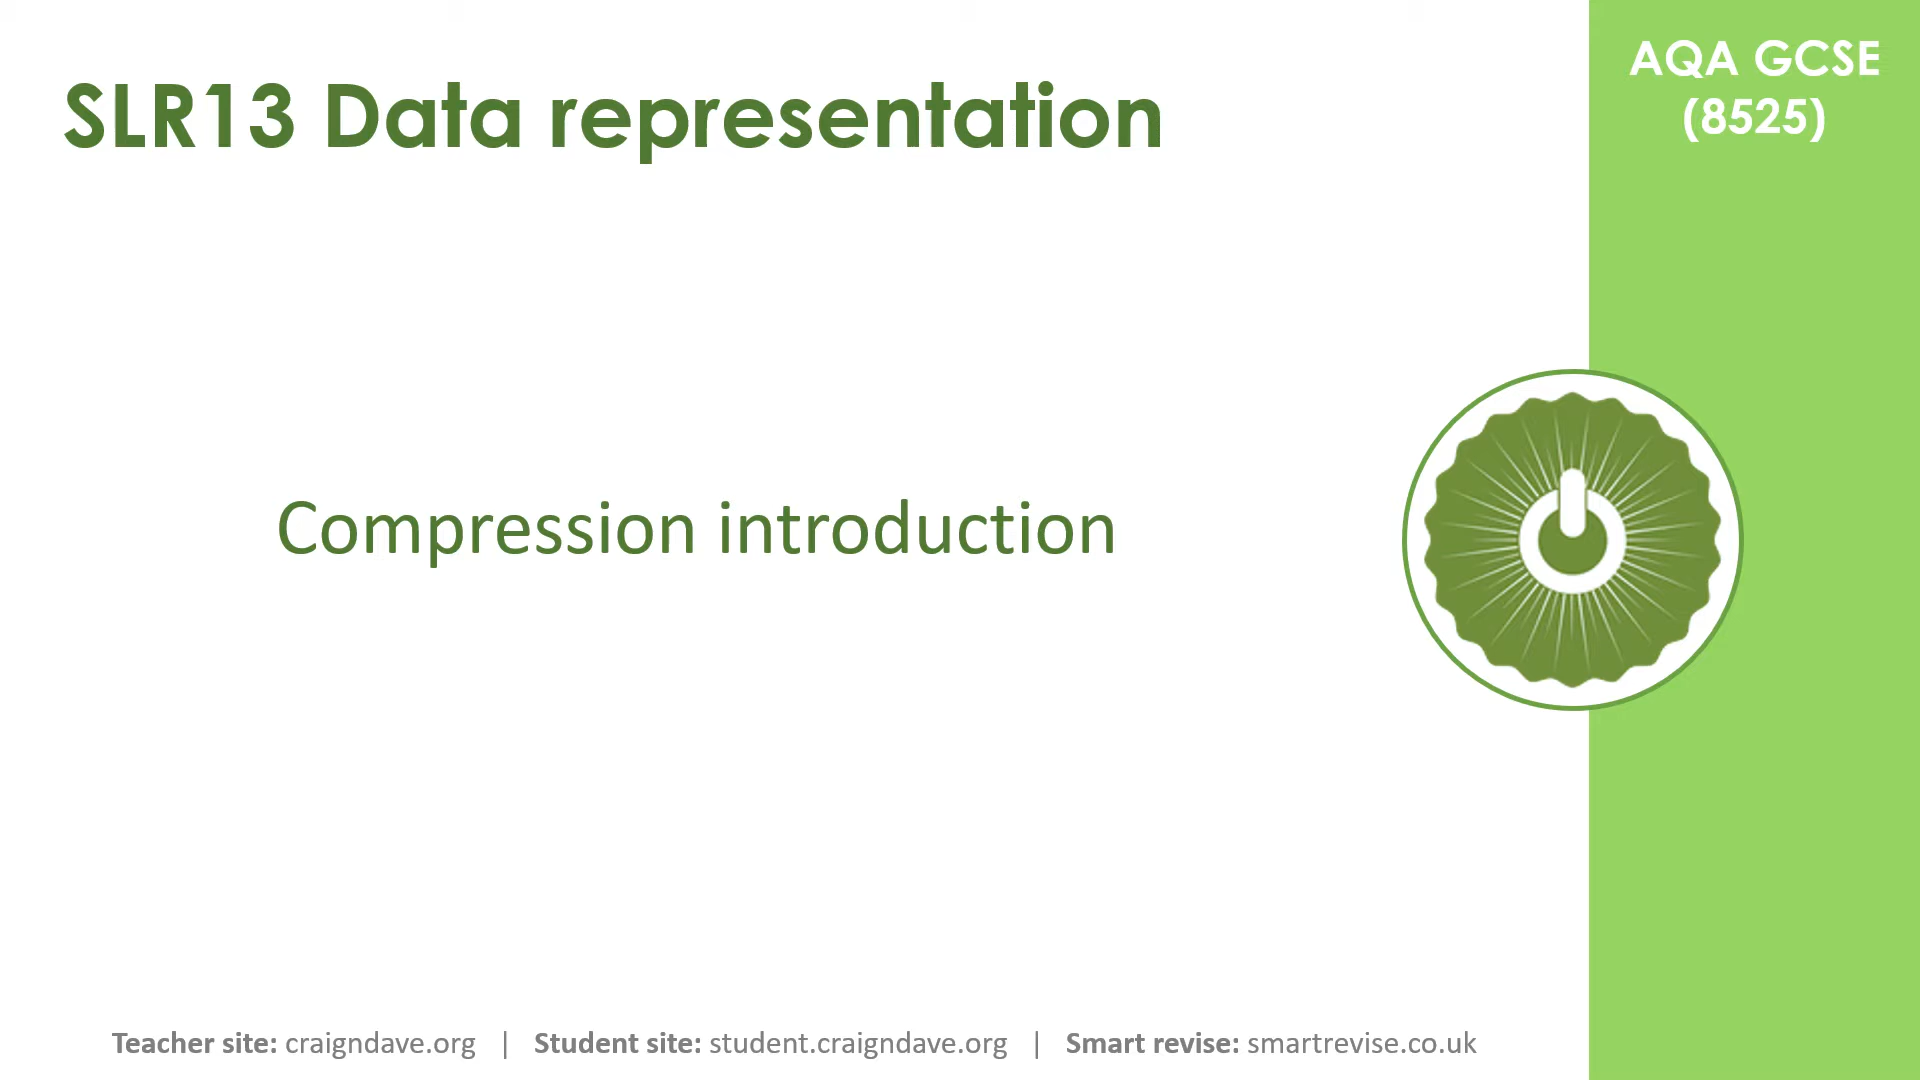 SLR13 Data representation
AQA GCSE
(8525)
Compression introduction
Teacher site: craigndave.org | Student site: student.craigndave.org | Smart revise: smartrevise.co.uk